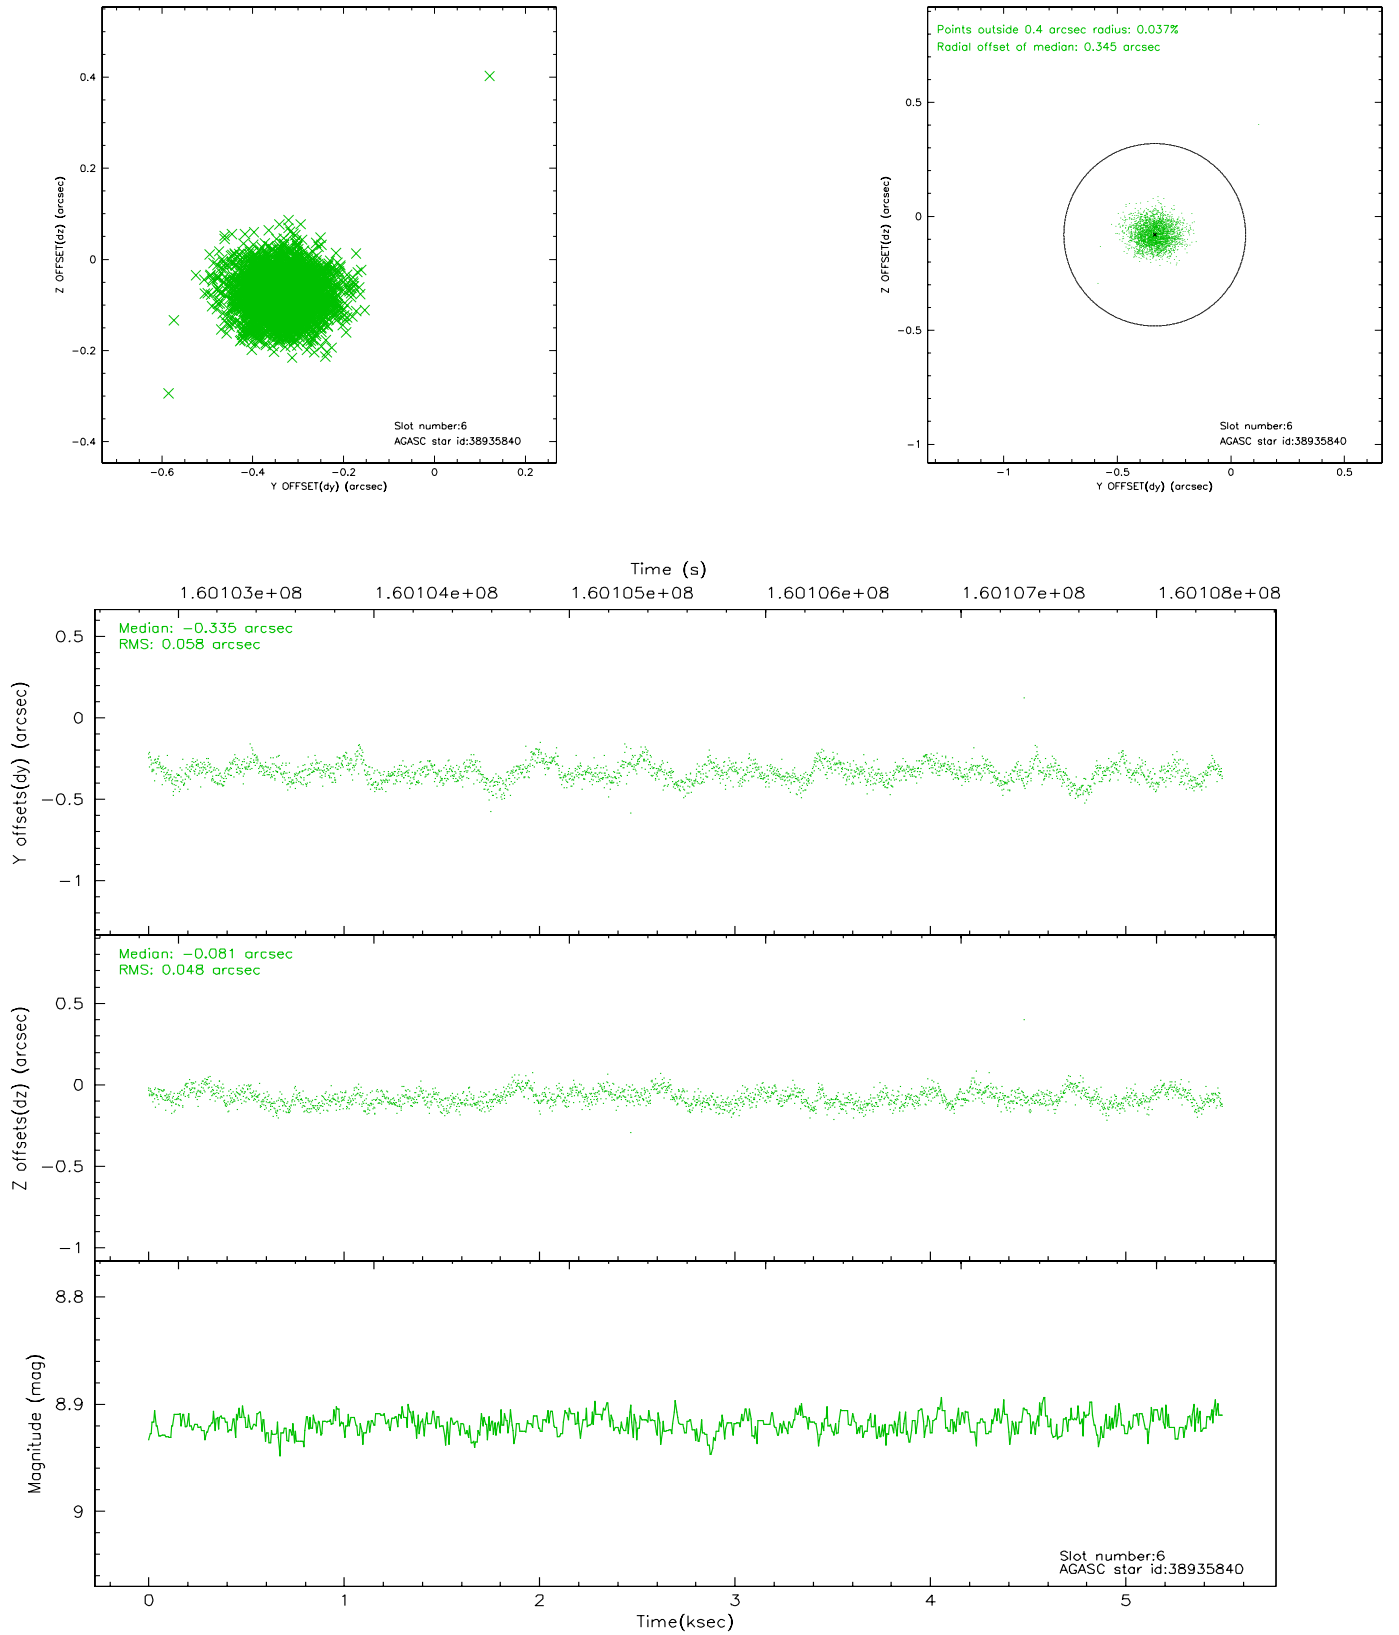 0.4
0.2
0
−0.2
−0.4
Z OFFSET(dz) (arcsec)
Slot number:6
AGASC star id:38935840
−0.6
−0.4
−0.2
0
0.2
Y OFFSET(dy) (arcsec)
Points outside 0.4 arcsec radius: 0.037%
Radial offset of median: 0.345 arcsec
0.5
0
−0.5
−1
Z OFFSET(dz) (arcsec)
Slot number:6
AGASC star id:38935840
−1
−0.5
0
0.5
Y OFFSET(dy) (arcsec)
Time (s)
1.60103e+08
1.60104e+08
1.60105e+08
1.60106e+08
1.60107e+08
1.60108e+08
Median: −0.335 arcsec
RMS: 0.058 arcsec
0.5
0
−0.5
−1
Y offsets(dy) (arcsec)
Median: −0.081 arcsec
RMS: 0.048 arcsec
0.5
0
−0.5
−1
Z offsets(dz) (arcsec)
8.8
8.9
9
Magnitude (mag)
Slot number:6
AGASC star id:38935840
0
1
2
3
4
5
Time(ksec)